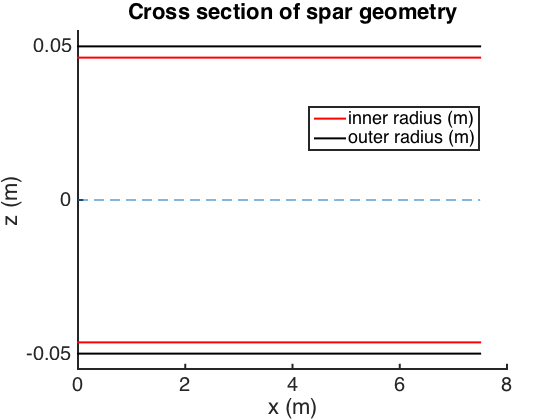 Cross section of spar geometry
0.05
inner radius (m)
outer radius (m)
z (m)
0
-0.05
0 2 4 6 8
x (m)